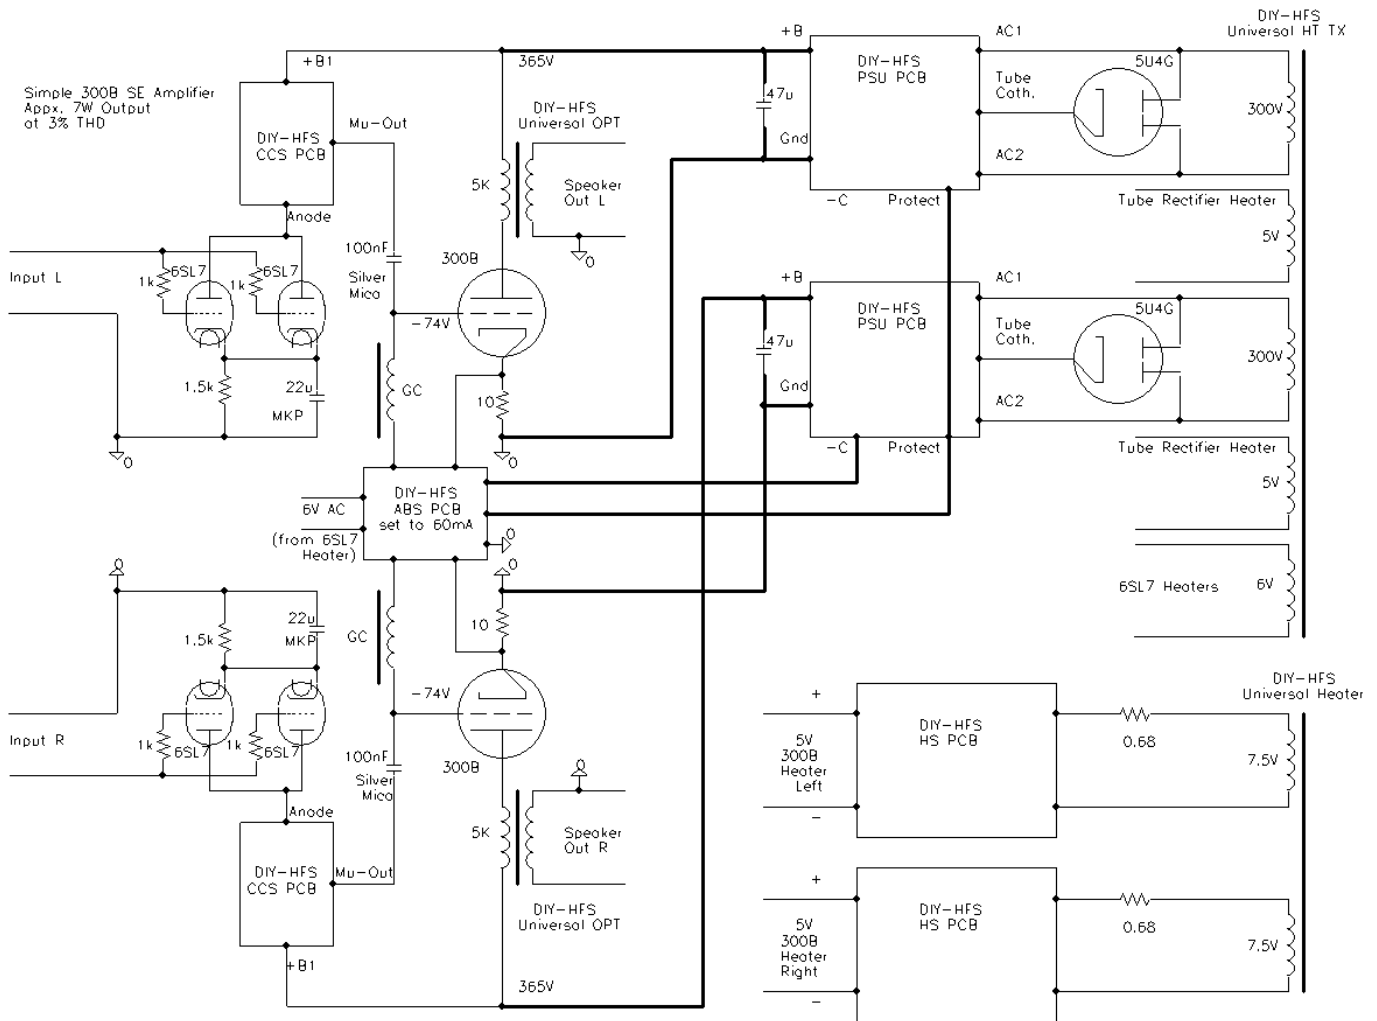 Simple 300B SE Amplifier
Appx. 7W Output
at 3% THD
+B1
365V
DIY-HFS
CCS PCB
Mu-Out
Anode
DIY-HFS
Universal OPT
5K
Speaker
Out L
0
100nF
Silver
Mica
300B
-74V
Input L
1k
6SL7
1k
6SL7
1.5k
22u
MKP
0
GC
10
0
+B
47u
Gnd
DIY-HFS
PSU PCB
-C
Protect
AC1
Tube
Cath.
AC2
5U4G
DIY-HFS
Universal HT TX
300V
Tube Rectifier Heater
5V
+B
47u
Gnd
DIY-HFS
PSU PCB
-C
Protect
AC1
Tube
Cath.
AC2
5U4G
300V
Tube Rectifier Heater
5V
6SL7 Heaters
6V
6V AC
(from 6SL7
Heater)
DIY-HFS
ABS PCB
set to 60mA
0
0
0
1.5k
22u
MKP
GC
10
-74V
300B
Input R
1k
6SL7
1k
6SL7
100nF
Silver
Mica
Anode
DIY-HFS
CCS PCB
Mu-Out
+B1
5K
0
Speaker
Out R
DIY-HFS
Universal OPT
365V
DIY-HFS
Universal Heater
+
5V
300B
Heater
Left
-
DIY-HFS
HS PCB
0.68
7.5V
+
5V
300B
Heater
Right
-
DIY-HFS
HS PCB
0.68
7.5V